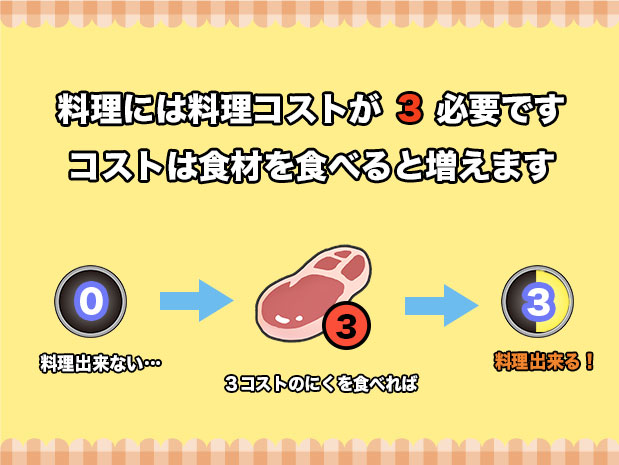 料理には料理コストが 3 必要です
コストは食材を食べると増えます
0
3
3
料理出来ない…
3コストのにくを食べれば
料理出来る！